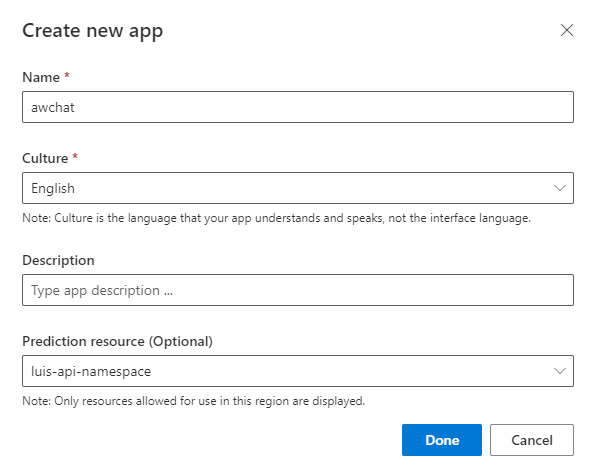 Create new app
Name *
awchat
Culture *
English
Note: Culture is the language that your app understands and speaks, not the interface language.
Description
Type app description ...
Prediction resource (Optional)
luis-api-namespace
Note: Only resources allowed for use in this region are displayed.
Done Cancel